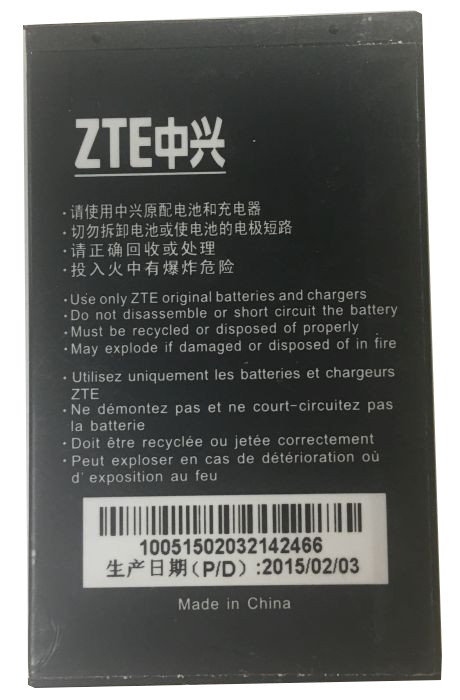 ZTE中兴
·请使用中兴原配电池和充电器
·切勿拆卸电池或使电池的电极短路
·请正确回收或处理
·投入火中有爆炸危险
·Use only ZTE original batteries and chargers
·Do not disassemble or short circuit the battery
·Must be recycled or disposed of properly
·May explode if damaged or disposed of in fire
·Utilisez uniquement les batteries et chargeurs
ZTE
·Ne démontez pas et ne court-circuitez pas
la batterie
·Doit être recyclée ou jetée correctement
·Peut exploser en cas de détérioration où
d' exposition au feu
10051502032142466
生产日期(P/D):2015/02/03
Made in China